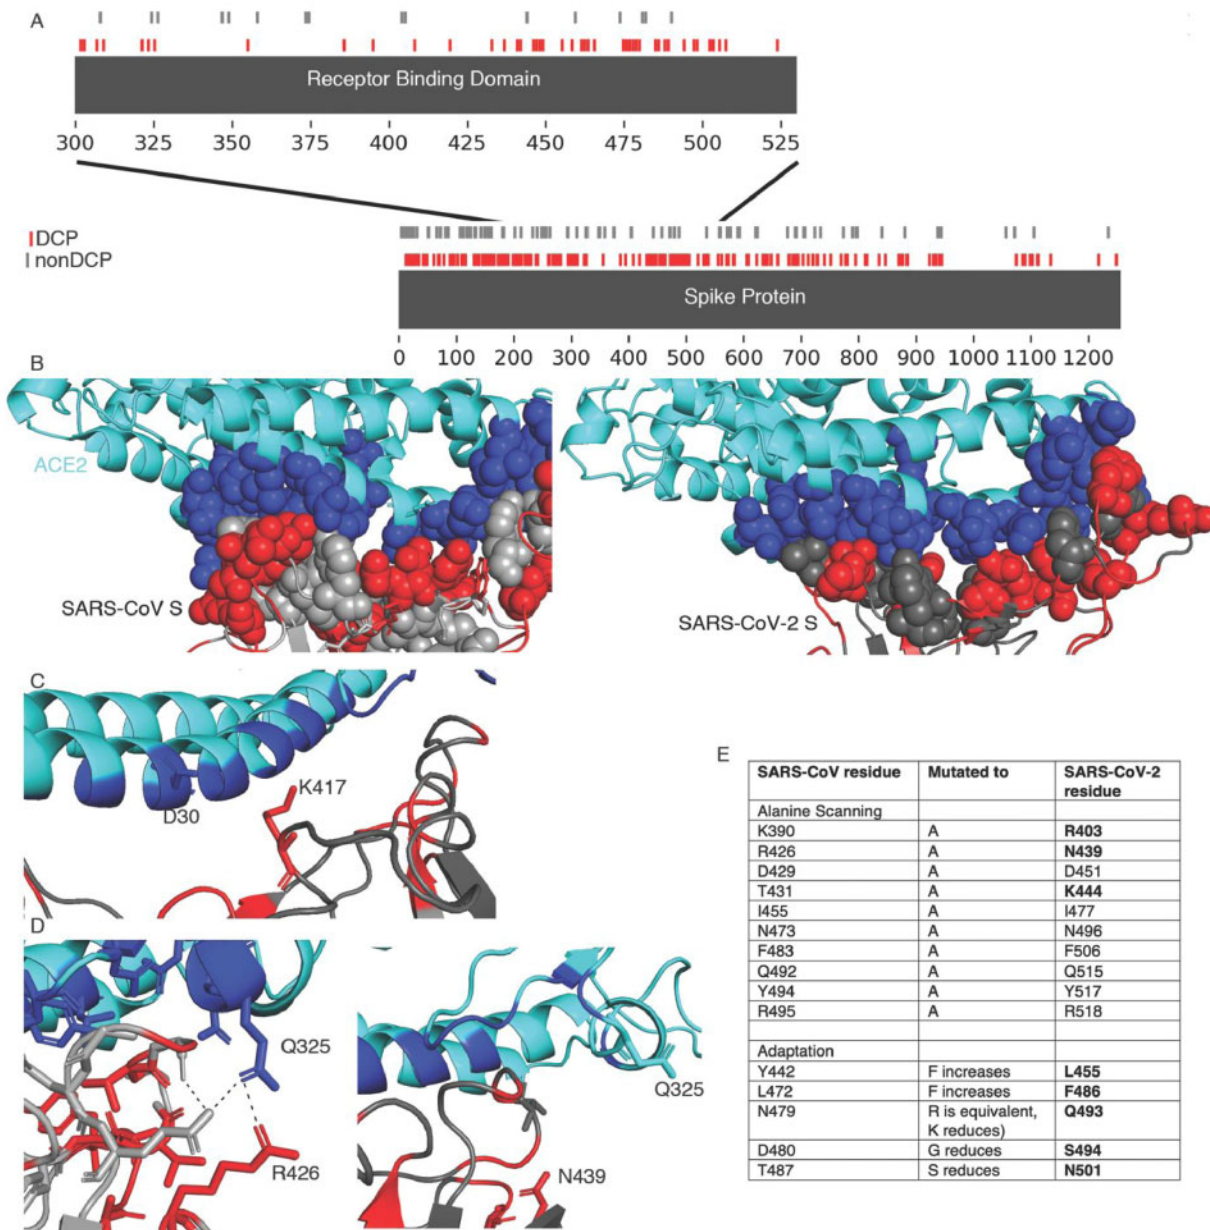 A
Receptor Binding Domain
300 325 350 375 400 425 450 475 500 525
DCP
nonDCP
Spike Protein
0 100 200 300 400 500 600 700 800 900 1000 1100 1200
B
ACE2
SARS-CoV S
SARS-CoV-2 S
C
D30
K417
D
Q325
R426
Q325
N439
E
SARS-CoV residue Mutated to SARS-CoV-2
residue
Alanine Scanning
K390 A R403
R426 A N439
D429 A D451
T431 A K444
I455 A I477
N473 A N496
F483 A F506
Q492 A Q515
Y494 A Y517
R495 A R518
Adaptation
Y442 F increases L455
L472 F increases F486
N479 R is equivalent, Q493
K reduces)
D480 G reduces S494
T487 S reduces N501